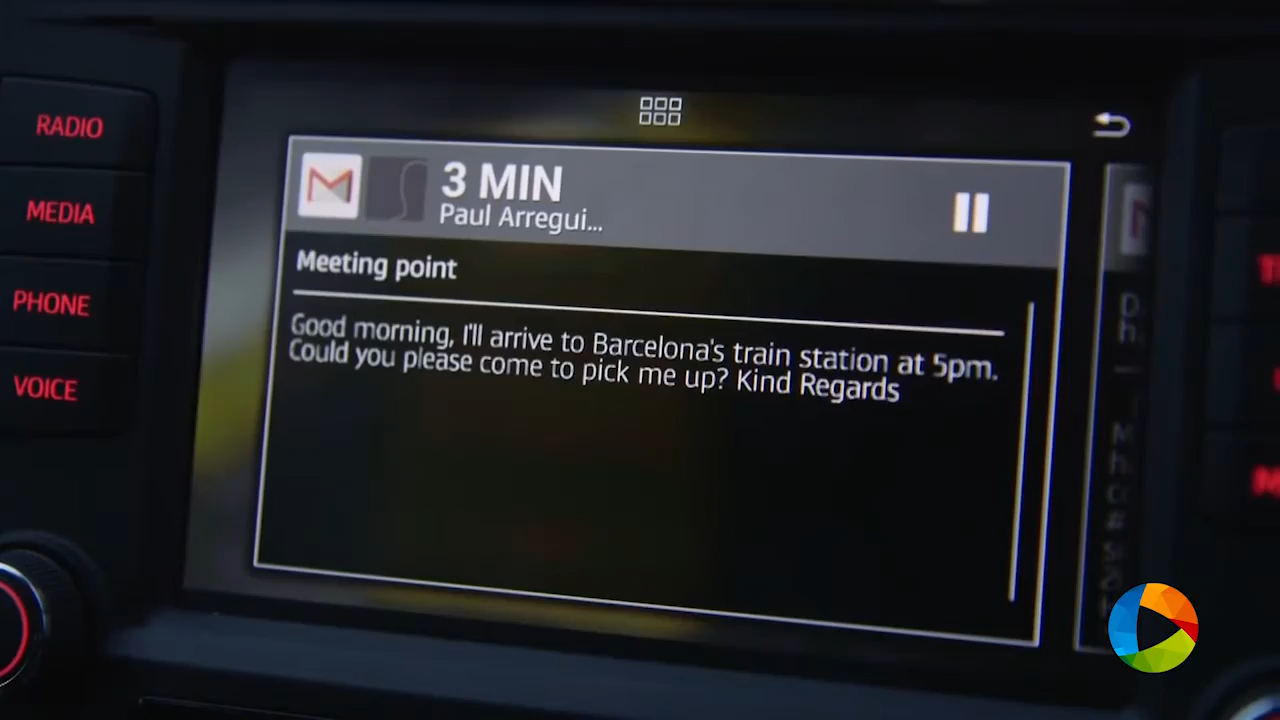 RADIO
MEDIA
PHONE
VOICE
3 MIN
Paul Arregui...
Meeting point
Good morning, I'll arrive to Barcelona's train station at 5pm.
Could you please come to pick me up? Kind Regards